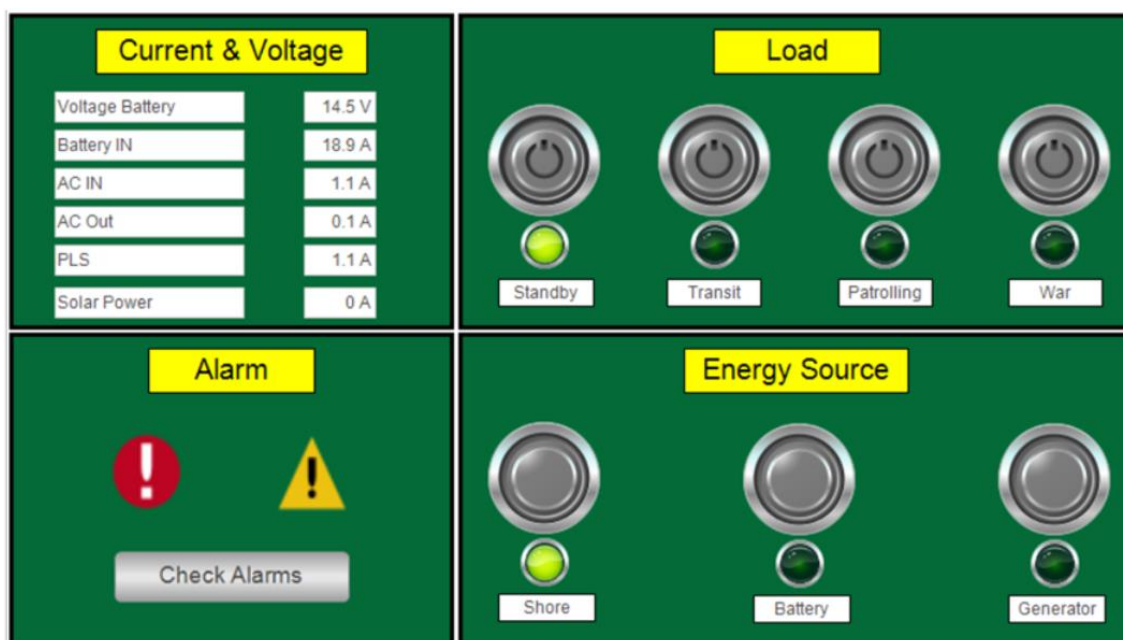 Current & Voltage
Voltage Battery 14.5 V
Battery IN 18.9 A
AC IN 1.1 A
AC Out 0.1 A
PLS 1.1 A
Solar Power 0 A
Load
Standby Transit Patrolling War
Alarm
Check Alarms
Energy Source
Shore Battery Generator